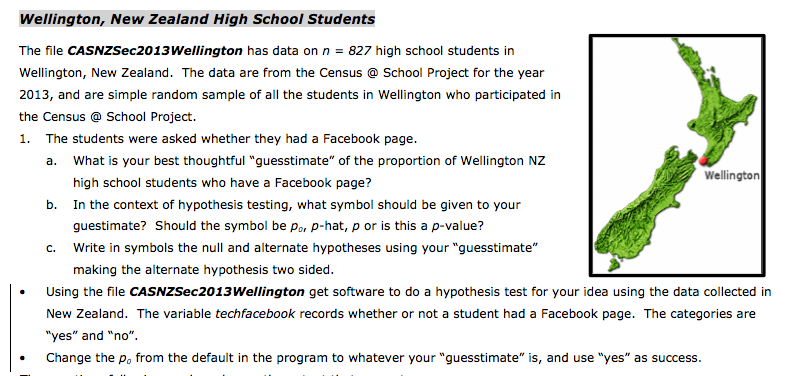 Wellington, New Zealand High School Students
The file CASNZSec2013Wellington has data on n = 827 high school students in
Wellington, New Zealand. The data are from the Census @ School Project for the year
2013, and are simple random sample of all the students in Wellington who participated in
the Census @ School Project.
1. The students were asked whether they had a Facebook page.
a. What is your best thoughtful "guesstimate" of the proportion of Wellington NZ
high school students who have a Facebook page?
b. In the context of hypothesis testing, what symbol should be given to your
guestimate? Should the symbol be po, p-hat, p or is this a p-value?
c. Write in symbols the null and alternate hypotheses using your "guesstimate"
making the alternate hypothesis two sided.
Wellington
• Using the file CASNZSec2013Wellington get software to do a hypothesis test for your idea using the data collected in
New Zealand. The variable techfacebook records whether or not a student had a Facebook page. The categories are
"yes" and "no".
• Change the po from the default in the program to whatever your "guesstimate" is, and use "yes" as success.